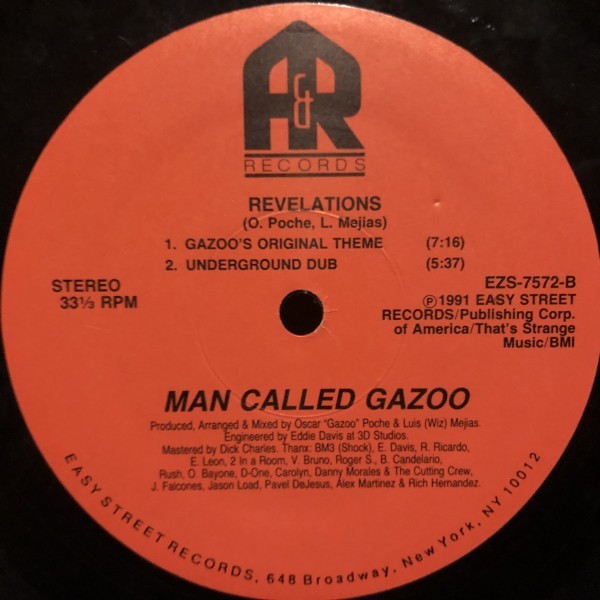 A&R
RECORDS
REVELATIONS
(O. Poche, L. Mejias)
1. GAZOO'S ORIGINAL THEME (7:16)
2. UNDERGROUND DUB (5:37)
STEREO
33⅓ RPM
EZS-7572-B
Ⓟ1991 EASY STREET
RECORDS/Publishing Corp.
of America/That's Strange
Music/BMI
MAN CALLED GAZOO
Produced, Arranged & Mixed by Oscar "Gazoo" Poche & Luis (Wiz) Mejias.
Engineered by Eddie Davis at 3D Studios.
Mastered by Dick Charles. Thanx: BM3 (Shock), E. Davis, R. Ricardo,
E. Leon, 2 In a Room, V. Bruno, Roger S., B. Candelario,
Rush, O. Bayone, D-One, Carolyn, Danny Morales & The Cutting Crew,
J. Falcones, Jason Load, Pavel DeJesus, Alex Martinez & Rich Hernandez.
EASY STREET RECORDS, 648 Broadway, New York, NY 10012